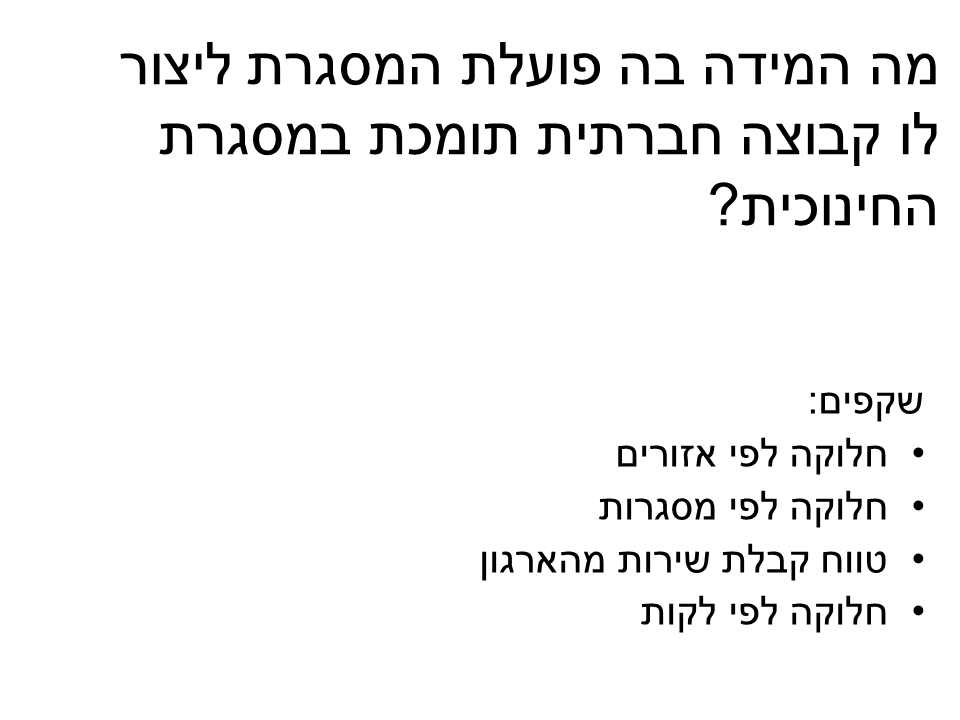 מה המידה בה פועלת המסגרת ליצור
לו קבוצה חברתית תומכת במסגרת
החינוכית?
שקפים:
• חלוקה לפי אזורים
• חלוקה לפי מסגרות
• טווח קבלת שירות מהארגון
• חלוקה לפי לקות